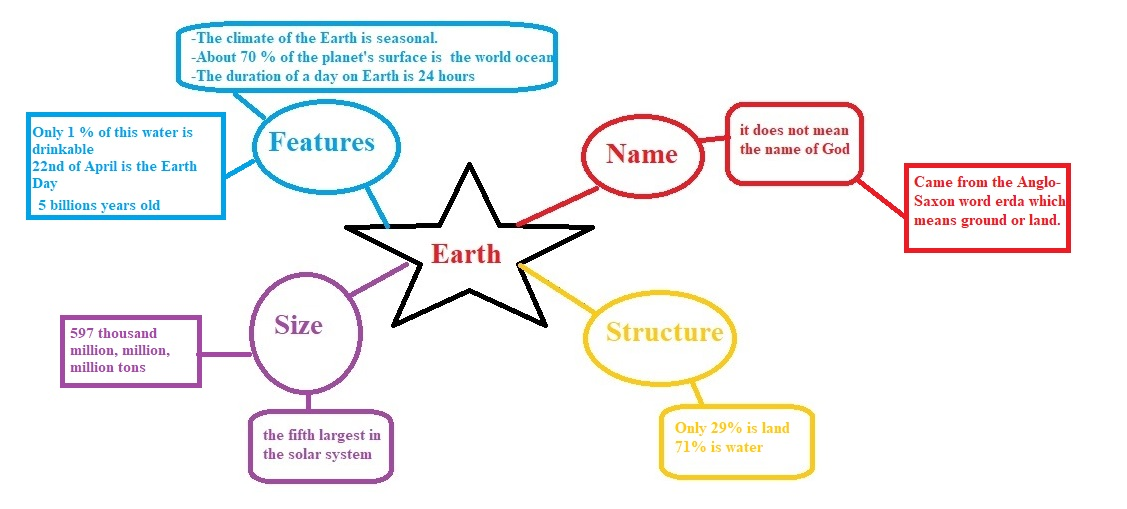 -The climate of the Earth is seasonal.
-About 70 % of the planet's surface is  the world ocean
-The duration of a day on Earth is 24 hours
Features
Only 1 % of this water is
drinkable
22nd of April is the Earth
Day
5 billions years old
Name
it does not mean
the name of God
Came from the Anglo-
Saxon word erda which
means ground or land.
Earth
Size
597 thousand
million, million,
million tons
the fifth largest in
the solar system
Structure
Only 29% is land
71% is water